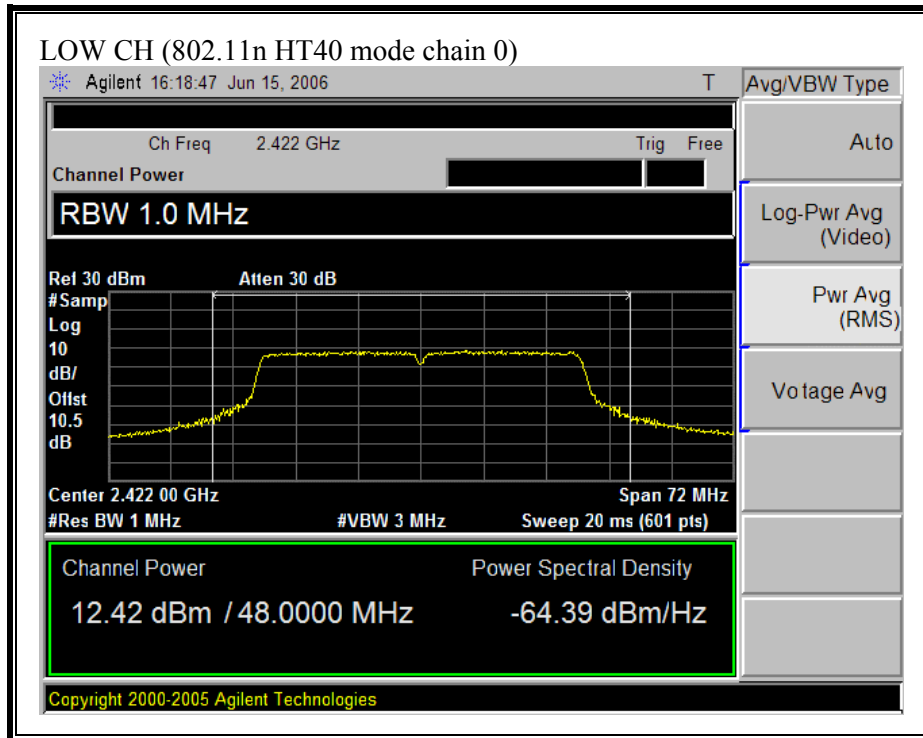 LOW CH (802.11n HT40 mode chain 0)
Agilent 16:18:47 Jun 15, 2006 T
Avg/VBW Type
Ch Freq 2.422 GHz Trig Free
Channel Power
Auto
RBW 1.0 MHz
Log-Pwr Avg
(Video)
Ref 30 dBm Atten 30 dB
#Samp
Log
10
dB/
Offst
10.5
dB
Pwr Avg
(RMS)
Voltage Avg
Center 2.422 00 GHz Span 72 MHz
#Res BW 1 MHz #VBW 3 MHz Sweep 20 ms (601 pts)
Channel Power Power Spectral Density
12.42 dBm / 48.0000 MHz -64.39 dBm/Hz
Copyright 2000-2005 Agilent Technologies